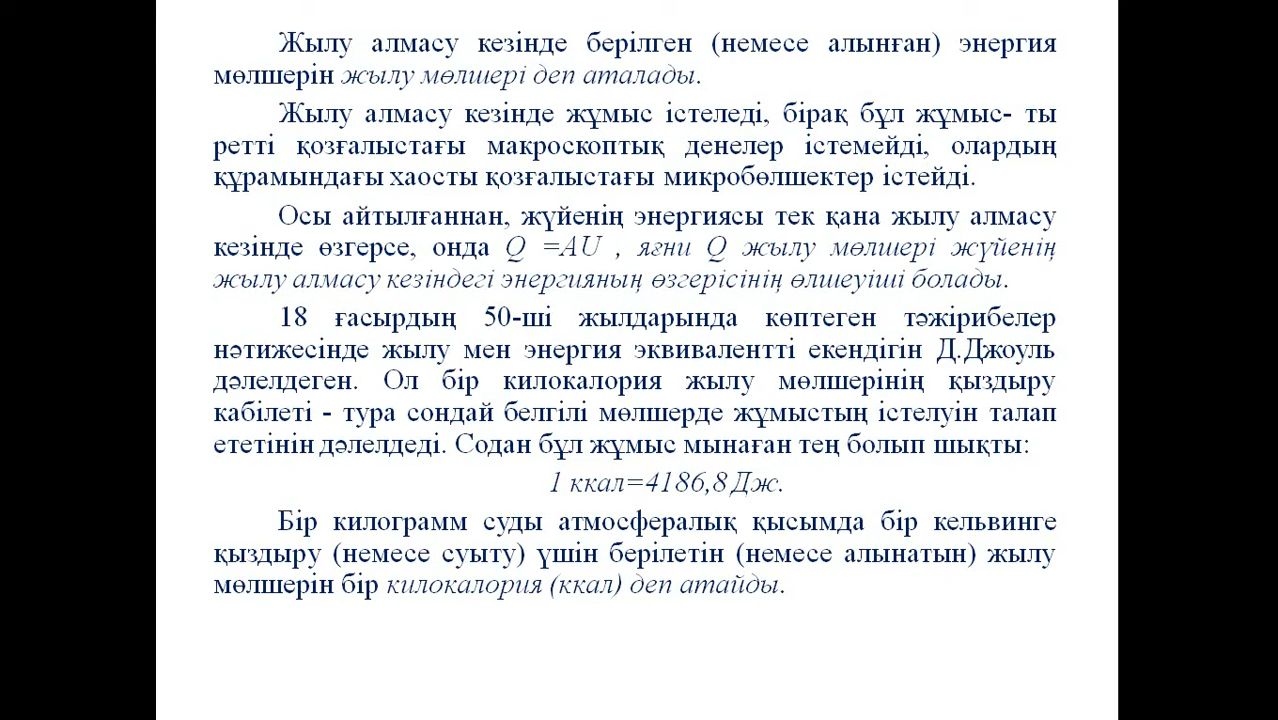 Жылу алмасу кезінде берілген (немесе алынған) энергия
мөлшерін жылу мөлшері деп аталады.
Жылу алмасу кезінде жұмыс істеледі, бірақ бұл жұмыс- ты
ретті қозғалыстағы макроскоптық денелер істемейді, олардың
құрамындағы хаосты қозғалыстағы микробөлшектер істейді.
Осы айтылғаннан, жүйенің энергиясы тек қана жылу алмасу
кезінде өзгерсе, онда Q =AU , яғни Q жылу мөлшері жүйенің
жылу алмасу кезіндегі энергияның өзгерісінің өлшеуіші болады.
18 ғасырдың 50-ші жылдарында көптеген тәжірибелер
нәтижесінде жылу мен энергия эквивалентті екендігін Д.Джоуль
дәлелдеген. Ол бір килокалория жылу мөлшерінің қыздыру
кабілеті - тура сондай белгілі мөлшерде жұмыстың істелуін талап
ететінін дәлелдеді. Содан бұл жұмыс мынаған тең болып шықты:
1 ккал=4186,8 Дж.
Бір килограмм суды атмосфералық қысымда бір кельвинге
қыздыру (немесе суыту) үшін берілетін (немесе алынатын) жылу
мөлшерін бір килокалория (ккал) деп атайды.